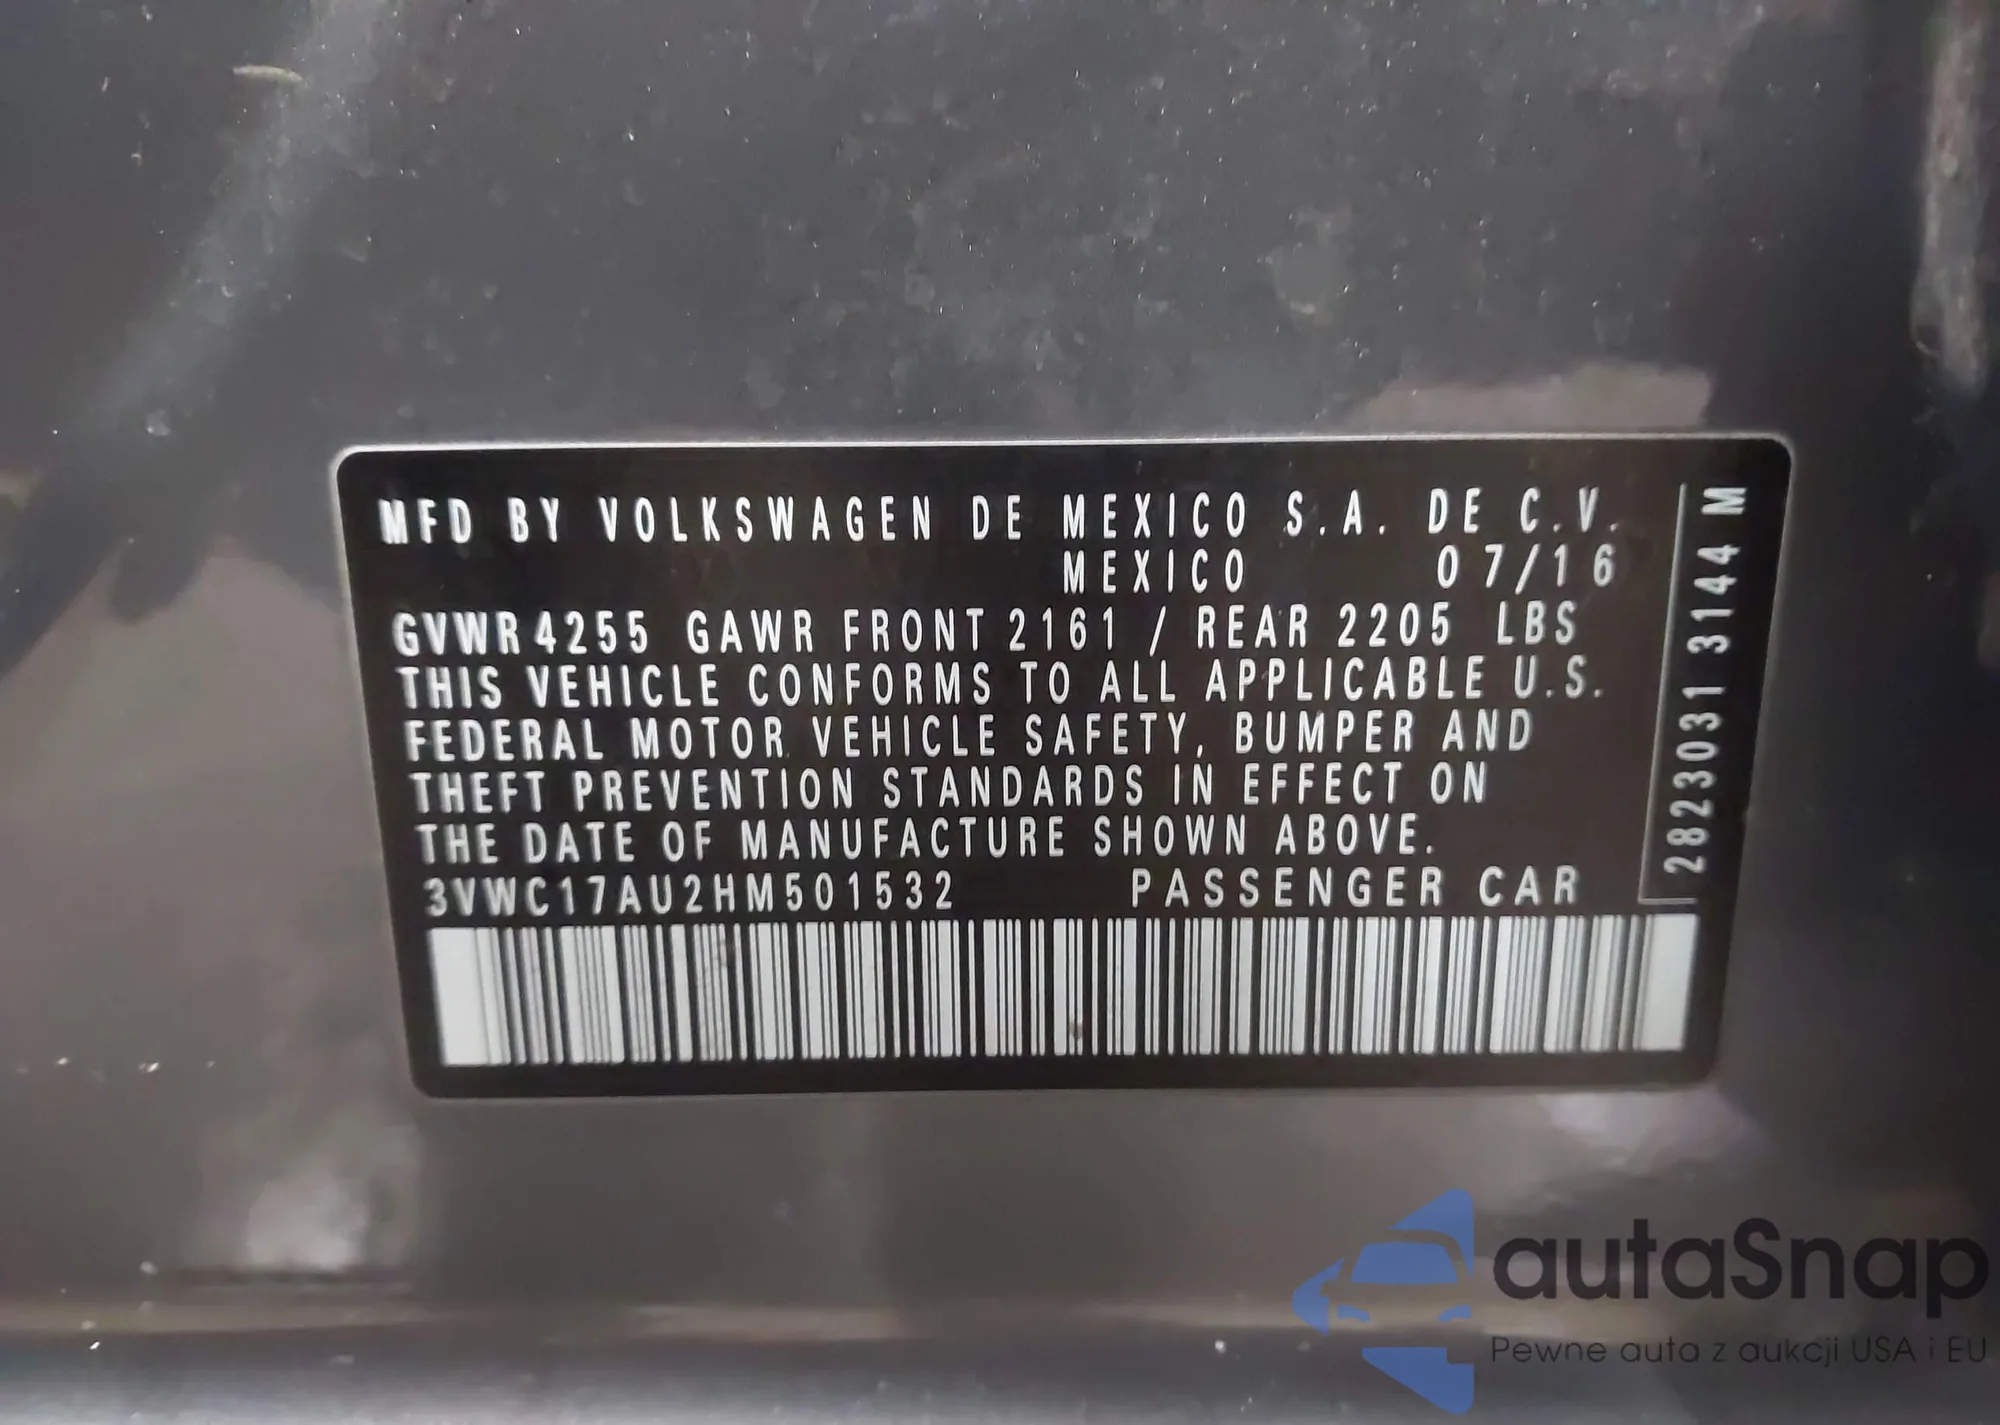 MFD BY VOLKSWAGEN DE MEXICO S.A. DE C.V.
MEXICO 07/16
GVWR 4255 GAWR FRONT 2161 / REAR 2205 LBS
THIS VEHICLE CONFORMS TO ALL APPLICABLE U.S.
FEDERAL MOTOR VEHICLE SAFETY, BUMPER AND
THEFT PREVENTION STANDARDS IN EFFECT ON
THE DATE OF MANUFACTURE SHOWN ABOVE.
3VWC17AU2HM501532 PASSENGER CAR
2823031 3144 M
autaSnap
Pewne auta z aukcji USA i EU